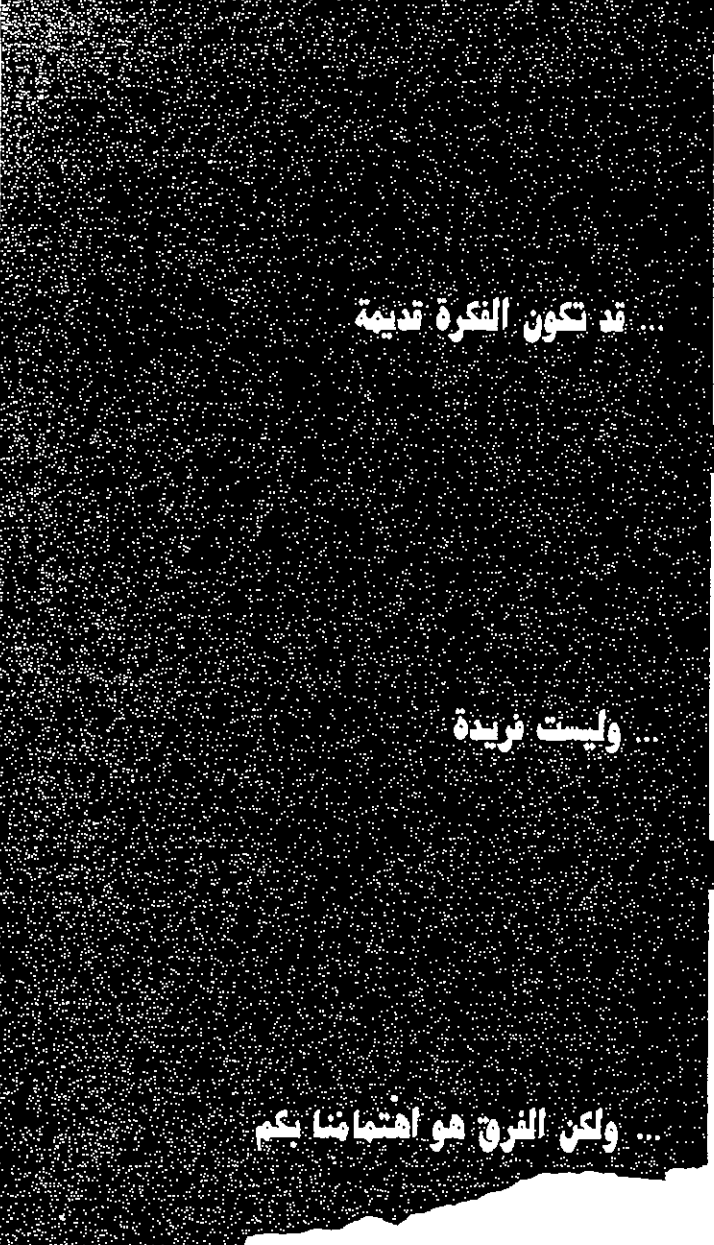 ... قد تكون الفكرة قديمة
... وليست فريدة
... ولكن الفرق هو اهتمامنا بكم